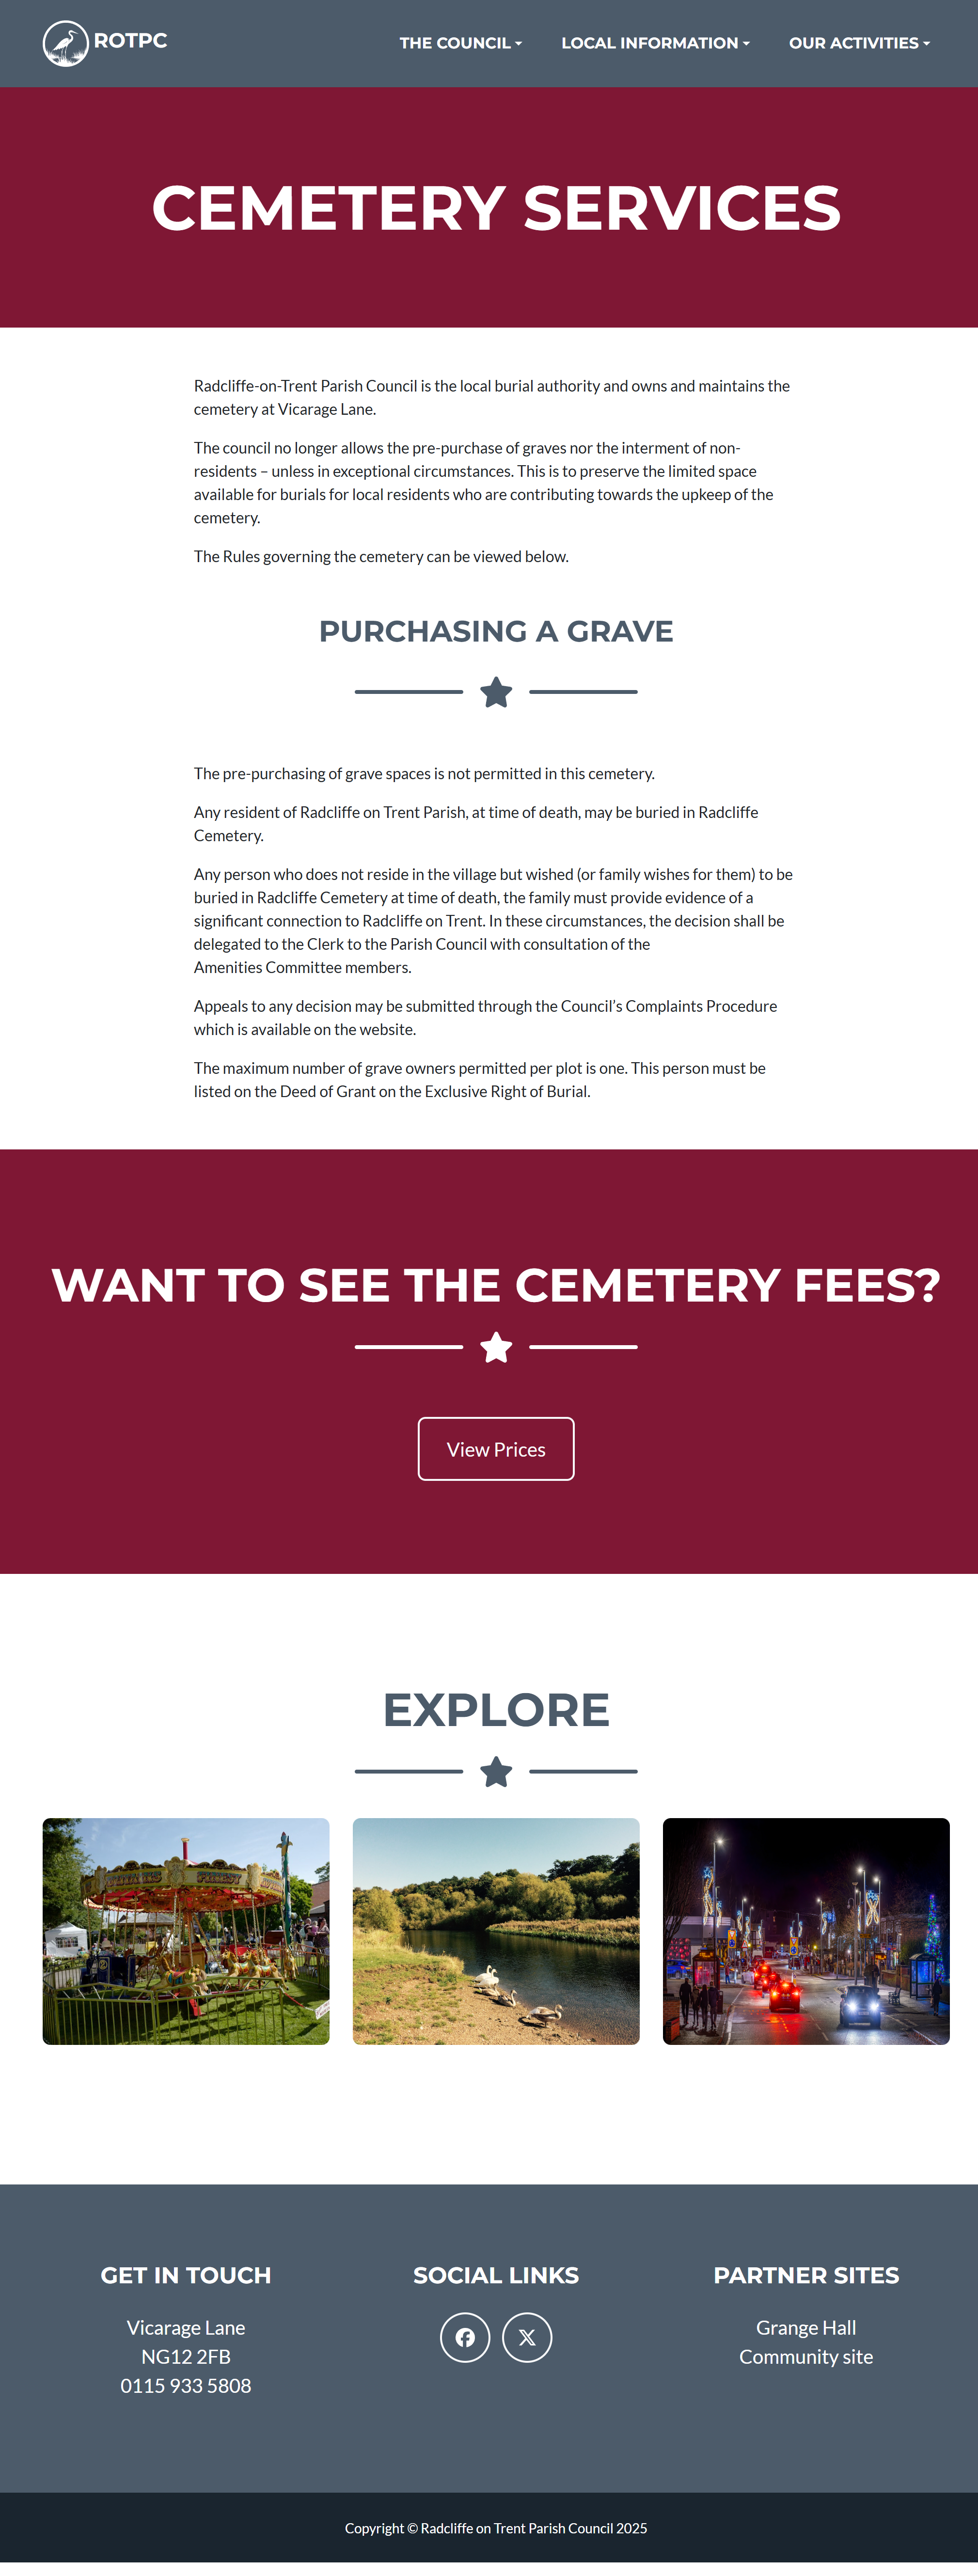 ROTPC
THE COUNCIL
LOCAL INFORMATION
OUR ACTIVITIES
CEMETERY SERVICES
Radcliffe-on-Trent Parish Council is the local burial authority and owns and maintains the
cemetery at Vicarage Lane.
The council no longer allows the pre-purchase of graves nor the interment of non-
residents – unless in exceptional circumstances. This is to preserve the limited space
available for burials for local residents who are contributing towards the upkeep of the
cemetery.
The Rules governing the cemetery can be viewed below.
PURCHASING A GRAVE
The pre-purchasing of grave spaces is not permitted in this cemetery.
Any resident of Radcliffe on Trent Parish, at time of death, may be buried in Radcliffe
Cemetery.
Any person who does not reside in the village but wished (or family wishes for them) to be
buried in Radcliffe Cemetery at time of death, the family must provide evidence of a
significant connection to Radcliffe on Trent. In these circumstances, the decision shall be
delegated to the Clerk to the Parish Council with consultation of the
Amenities Committee members.
Appeals to any decision may be submitted through the Council’s Complaints Procedure
which is available on the website.
The maximum number of grave owners permitted per plot is one. This person must be
listed on the Deed of Grant on the Exclusive Right of Burial.
WANT TO SEE THE CEMETERY FEES?
View Prices
EXPLORE
GET IN TOUCH
Vicarage Lane
NG12 2FB
0115 933 5808
SOCIAL LINKS
PARTNER SITES
Grange Hall
Community site
Copyright © Radcliffe on Trent Parish Council 2025